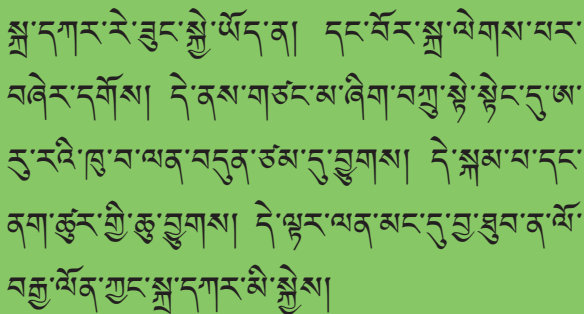 སྐྲ་དཀར་རེ་ཟུང་སྐྱེ་ཡོད་ན། དང་བོར་སྐྲ་ལེགས་པར་
བཞེར་དགོས། དེ་ནས་གཙང་མ་ཞིག་བཀྲུ་སྟེ་སྟེང་དུ་ཨ་
རུ་རའི་ཁུ་བ་ལན་བདུན་ཙམ་དུ་བྱུགས། དེ་སྐམ་པ་དང་
ནག་ཚུར་གྱི་ཆུ་བྱུགས། དེ་ལྟར་ལན་མང་དུ་བྱ་ཐུབ་ན་ལོ་
བརྒྱ་ལོན་ཀྱང་སྐྲ་དཀར་མི་སྐྱེས།